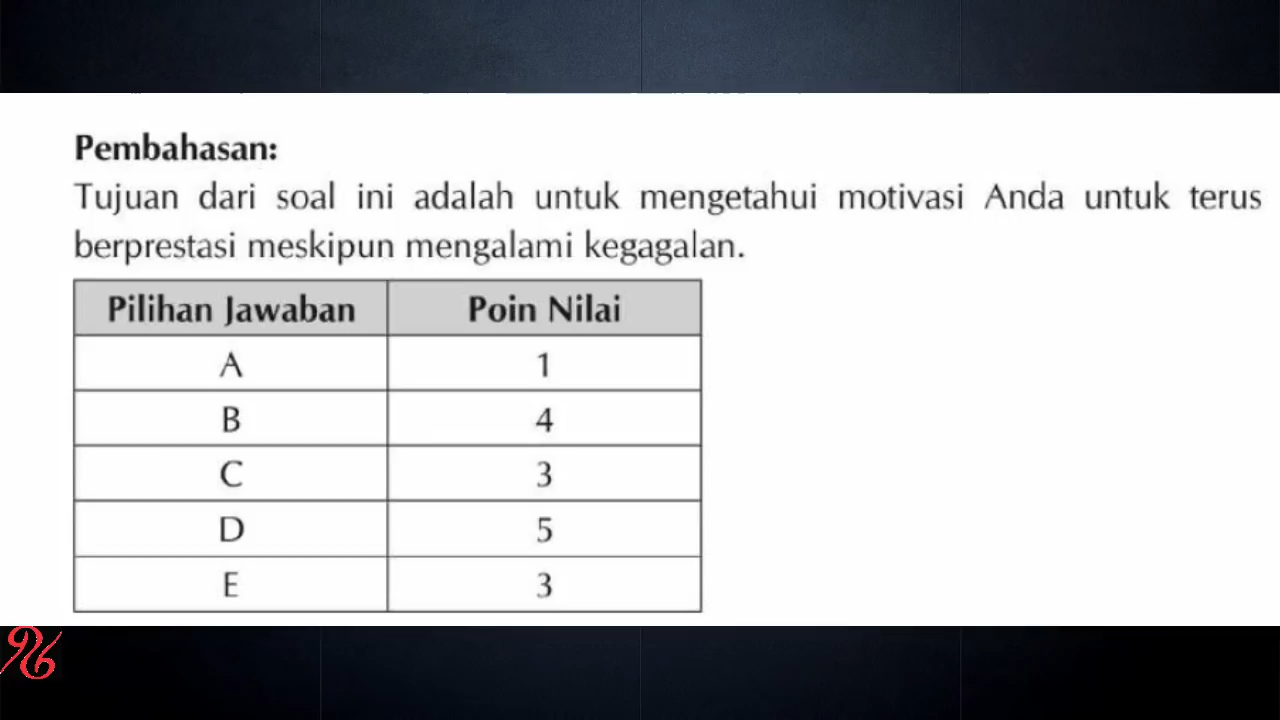 Pembahasan:
Tujuan dari soal ini adalah untuk mengetahui motivasi Anda untuk terus
berprestasi meskipun mengalami kegagalan.
Pilihan Jawaban Poin Nilai
A 1
B 4
C 3
D 5
E 3